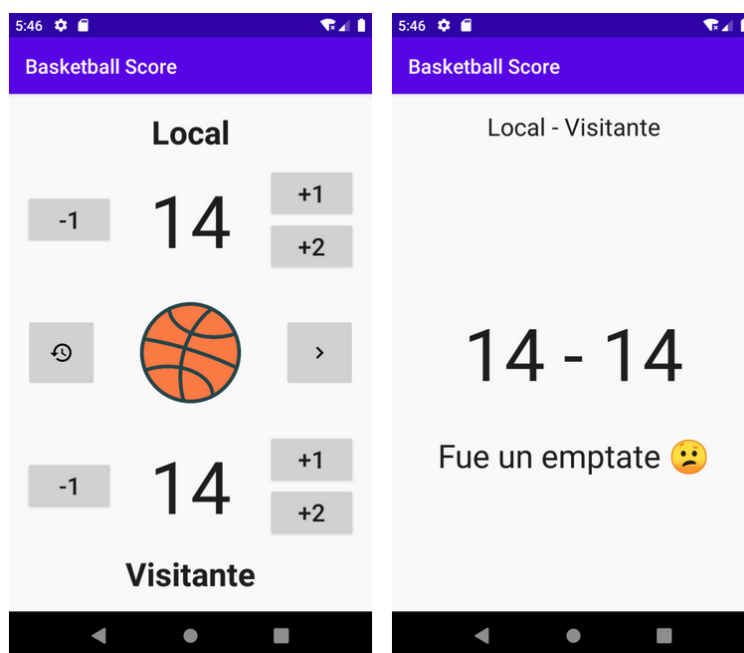 5:46
Basketball Score
Local
-1
14
+1
+2
>
-1
14
+1
+2
Visitante
5:46
Basketball Score
Local - Visitante
14 - 14
Fue un emptate 😕